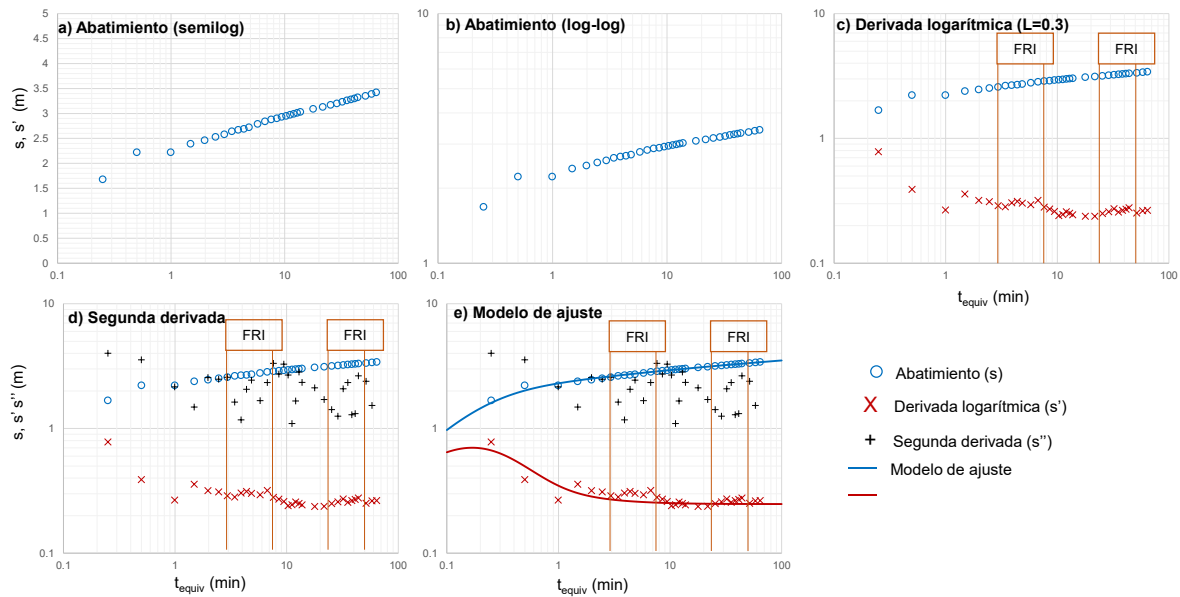 a) Abatimiento (semilog)
5
4.5
4
3.5
3
2.5
2
1.5
1
0.5
0
0.1
1
10
100
s, s’ (m)
b) Abatimiento (log-log)
10
1
0.1
1
10
100
c) Derivada logarítmica (L=0.3)
FRI
FRI
10
1
0.1
0.1
1
10
100
t equiv (min)
d) Segunda derivada
FRI
FRI
10
1
0.1
0.1
1
10
100
s, s’ s’’ (m)
t equiv (min)
e) Modelo de ajuste
FRI
FRI
10
1
0.1
0.1
1
10
100
t equiv (min)
Abatimiento (s)
Derivada logarítmica (s’)
Segunda derivada (s’’)
Modelo de ajuste